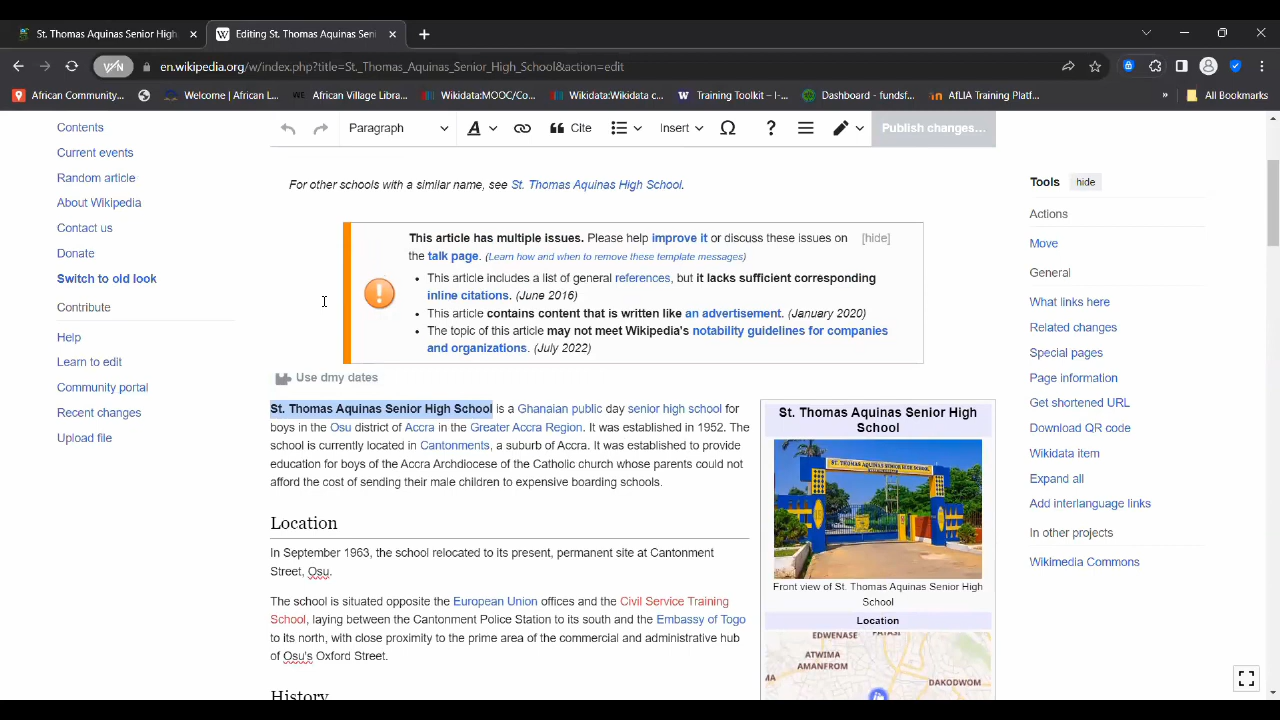 St. Thomas Aquinas Senior High
Editing St. Thomas Aquinas Sen
en.wikipedia.org/w/index.php?title=St._Thomas_Aquinas_Senior_High_School&action=edit
African Community...
Welcome | African L...
African Village Libra...
Wikidata:MOOC/Co...
Wikidata:Wikidata c...
Training Toolkit – I-...
Dashboard - fundsf...
AfLIA Training Platf...
» All Bookmarks
Contents
Current events
Random article
About Wikipedia
Contact us
Donate
Switch to old look
Contribute
Help
Learn to edit
Community portal
Recent changes
Upload file
Paragraph
A
Cite
Insert
Ω
?
Publish changes...
For other schools with a similar name, see St. Thomas Aquinas High School.
This article has multiple issues. Please help improve it or discuss these issues on [hide]
the talk page. (Learn how and when to remove these template messages)
• This article includes a list of general references, but it lacks sufficient corresponding
inline citations. (June 2016)
• This article contains content that is written like an advertisement. (January 2020)
• The topic of this article may not meet Wikipedia's notability guidelines for companies
and organizations. (July 2022)
Use dmy dates
St. Thomas Aquinas Senior High School is a Ghanaian public day senior high school for
boys in the Osu district of Accra in the Greater Accra Region. It was established in 1952. The
school is currently located in Cantonments, a suburb of Accra. It was established to provide
education for boys of the Accra Archdiocese of the Catholic church whose parents could not
afford the cost of sending their male children to expensive boarding schools.
Location
In September 1963, the school relocated to its present, permanent site at Cantonment
Street, Osu.
The school is situated opposite the European Union offices and the Civil Service Training
School, laying between the Cantonment Police Station to its south and the Embassy of Togo
to its north, with close proximity to the prime area of the commercial and administrative hub
of Osu's Oxford Street.
History
St. Thomas Aquinas Senior High
School
ST. THOMAS AQUINAS SENIOR HIGH SCHOOL
Front view of St. Thomas Aquinas Senior High
School
Location
EDWENASE
PATASI
ATWIMA
AMANFROM
MA
DAKODWOM
Tools hide
Actions
Move
General
What links here
Related changes
Special pages
Page information
Get shortened URL
Download QR code
Wikidata item
Expand all
Add interlanguage links
In other projects
Wikimedia Commons